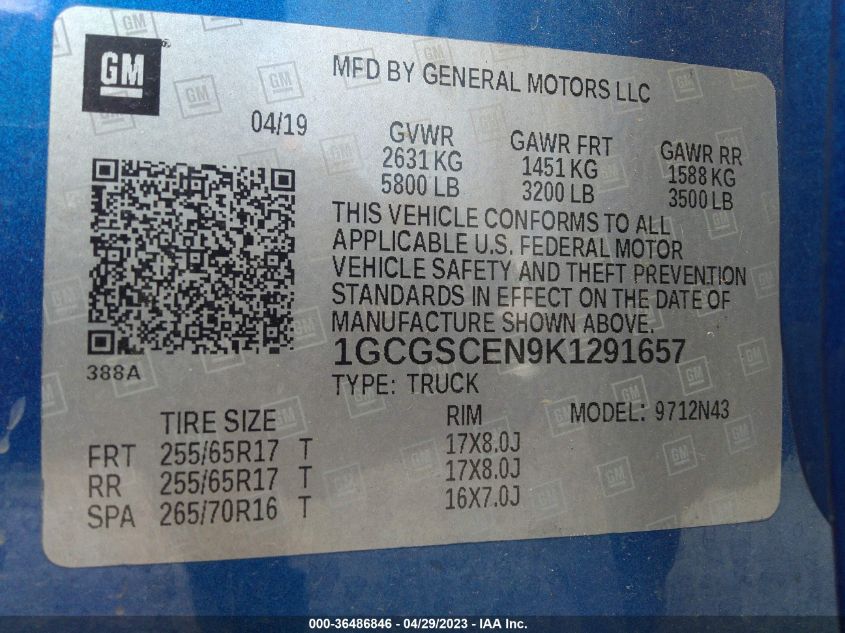 GM
MFD BY GENERAL MOTORS LLC
04/19
GVWR GAWR FRT GAWR RR
2631 KG 1451 KG 1588 KG
5800 LB 3200 LB 3500 LB
THIS VEHICLE CONFORMS TO ALL
APPLICABLE U.S. FEDERAL MOTOR
VEHICLE SAFETY AND THEFT PREVENTION
STANDARDS IN EFFECT ON THE DATE OF
MANUFACTURE SHOWN ABOVE.
388A
1GCGSCEN9K1291657
TYPE: TRUCK
TIRE SIZE RIM MODEL: 9712N43
FRT 255/65R17 T 17X8.0J
RR 255/65R17 T 17X8.0J
SPA 265/70R16 T 16X7.0J
000-36486846 - 04/29/2023 - IAA Inc.